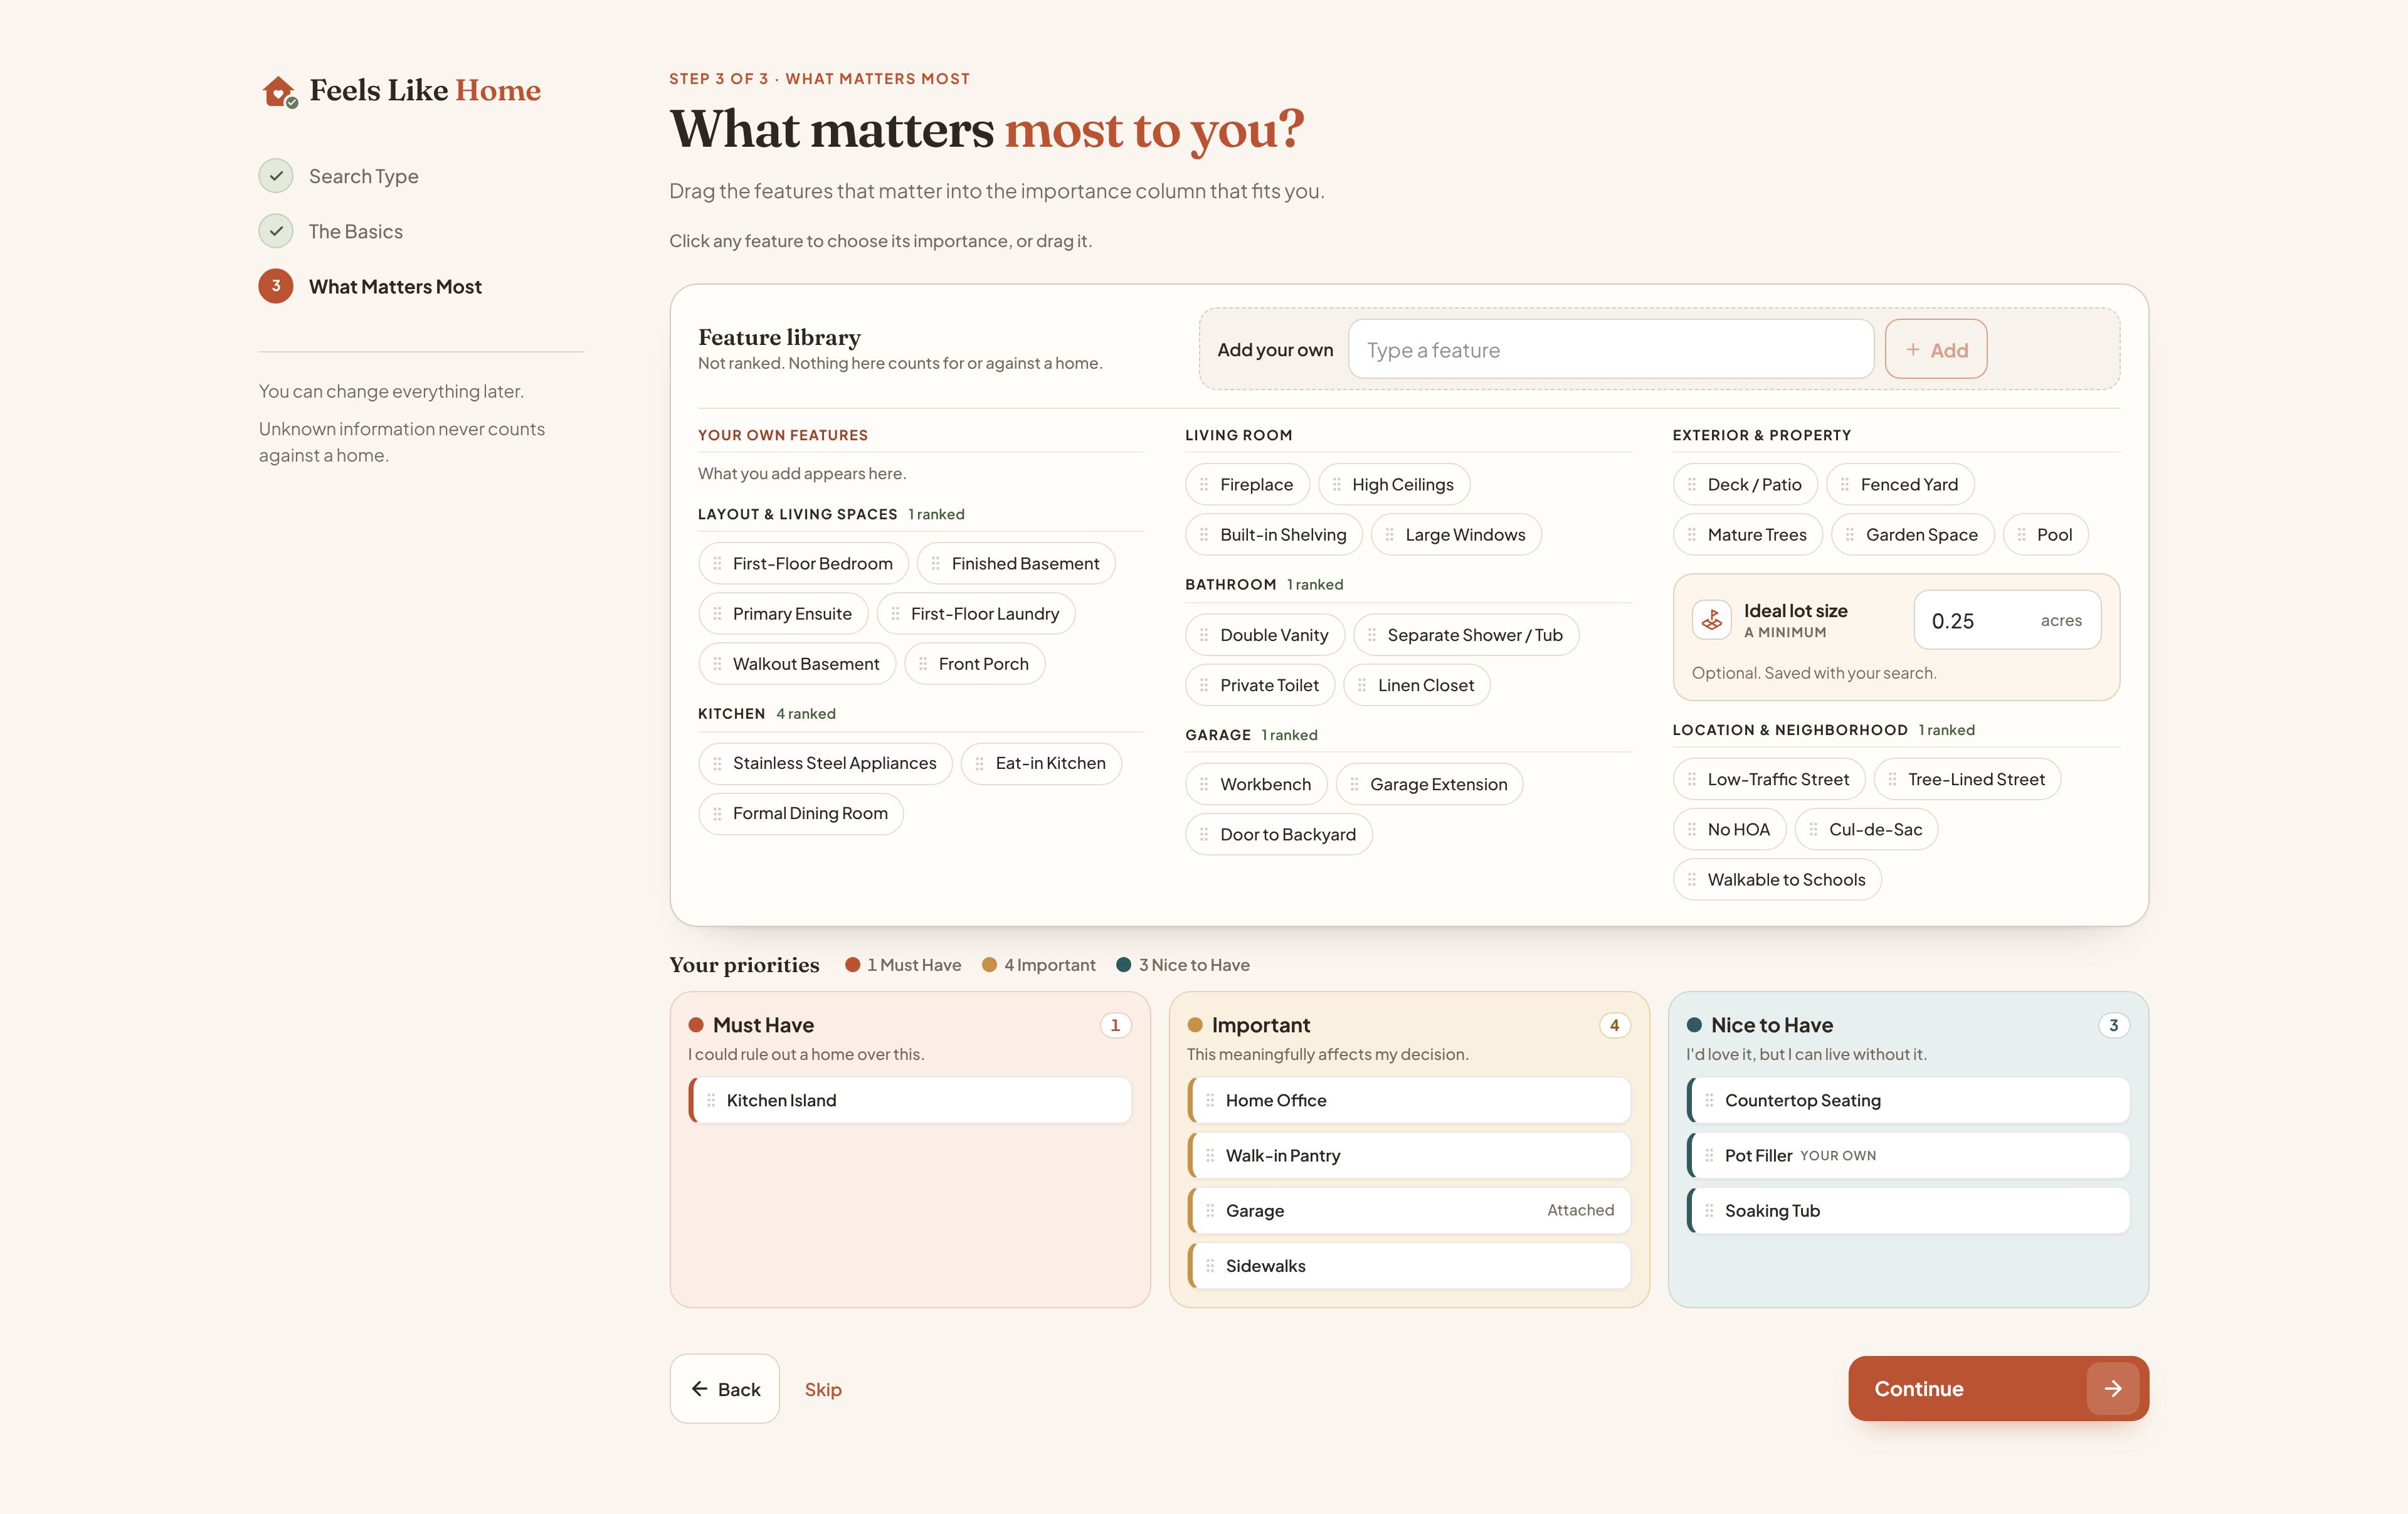 Feels Like Home
Search Type
The Basics
3 What Matters Most
You can change everything later.
Unknown information never counts
against a home.
STEP 3 OF 3 · WHAT MATTERS MOST
What matters most to you?
Drag the features that matter into the importance column that fits you.
Click any feature to choose its importance, or drag it.
Feature library
Not ranked. Nothing here counts for or against a home.
Add your own
Type a feature
+ Add
YOUR OWN FEATURES
What you add appears here.
LAYOUT & LIVING SPACES 1 ranked
First-Floor Bedroom
Finished Basement
Primary Ensuite
First-Floor Laundry
Walkout Basement
Front Porch
KITCHEN 4 ranked
Stainless Steel Appliances
Eat-in Kitchen
Formal Dining Room
LIVING ROOM
Fireplace
High Ceilings
Built-in Shelving
Large Windows
BATHROOM 1 ranked
Double Vanity
Separate Shower / Tub
Private Toilet
Linen Closet
GARAGE 1 ranked
Workbench
Garage Extension
Door to Backyard
EXTERIOR & PROPERTY
Deck / Patio
Fenced Yard
Mature Trees
Garden Space
Pool
Ideal lot size
A MINIMUM
0.25 acres
Optional. Saved with your search.
LOCATION & NEIGHBORHOOD 1 ranked
Low-Traffic Street
Tree-Lined Street
No HOA
Cul-de-Sac
Walkable to Schools
Your priorities
1 Must Have
4 Important
3 Nice to Have
Must Have 1
I could rule out a home over this.
Kitchen Island
Important 4
This meaningfully affects my decision.
Home Office
Walk-in Pantry
Garage Attached
Sidewalks
Nice to Have 3
I'd love it, but I can live without it.
Countertop Seating
Pot Filler YOUR OWN
Soaking Tub
Back
Skip
Continue